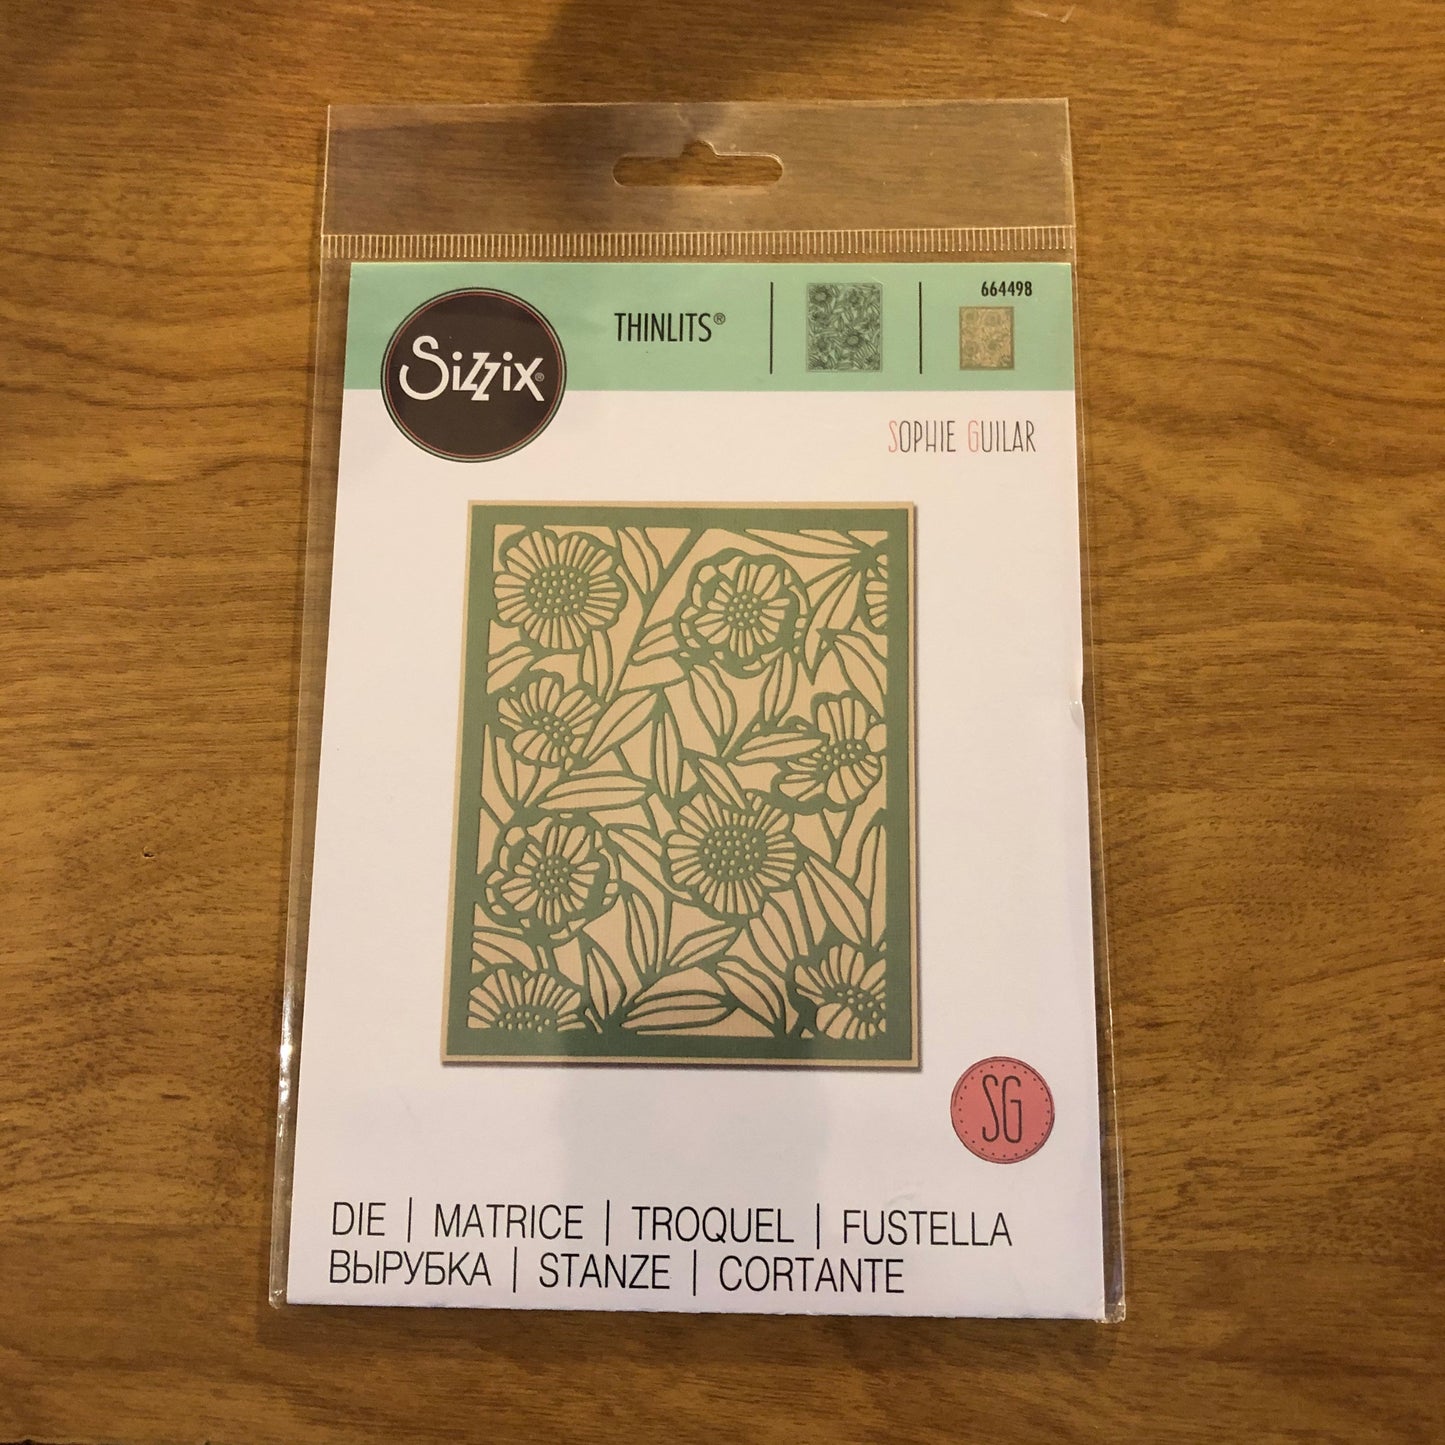 Sizzix®
THINLITS®
664498
SOPHIE GUILAR
SG
DIE | MATRICE | TROQUEL | FUSTELLA
ВЫРУБКА | STANZE | CORTANTE